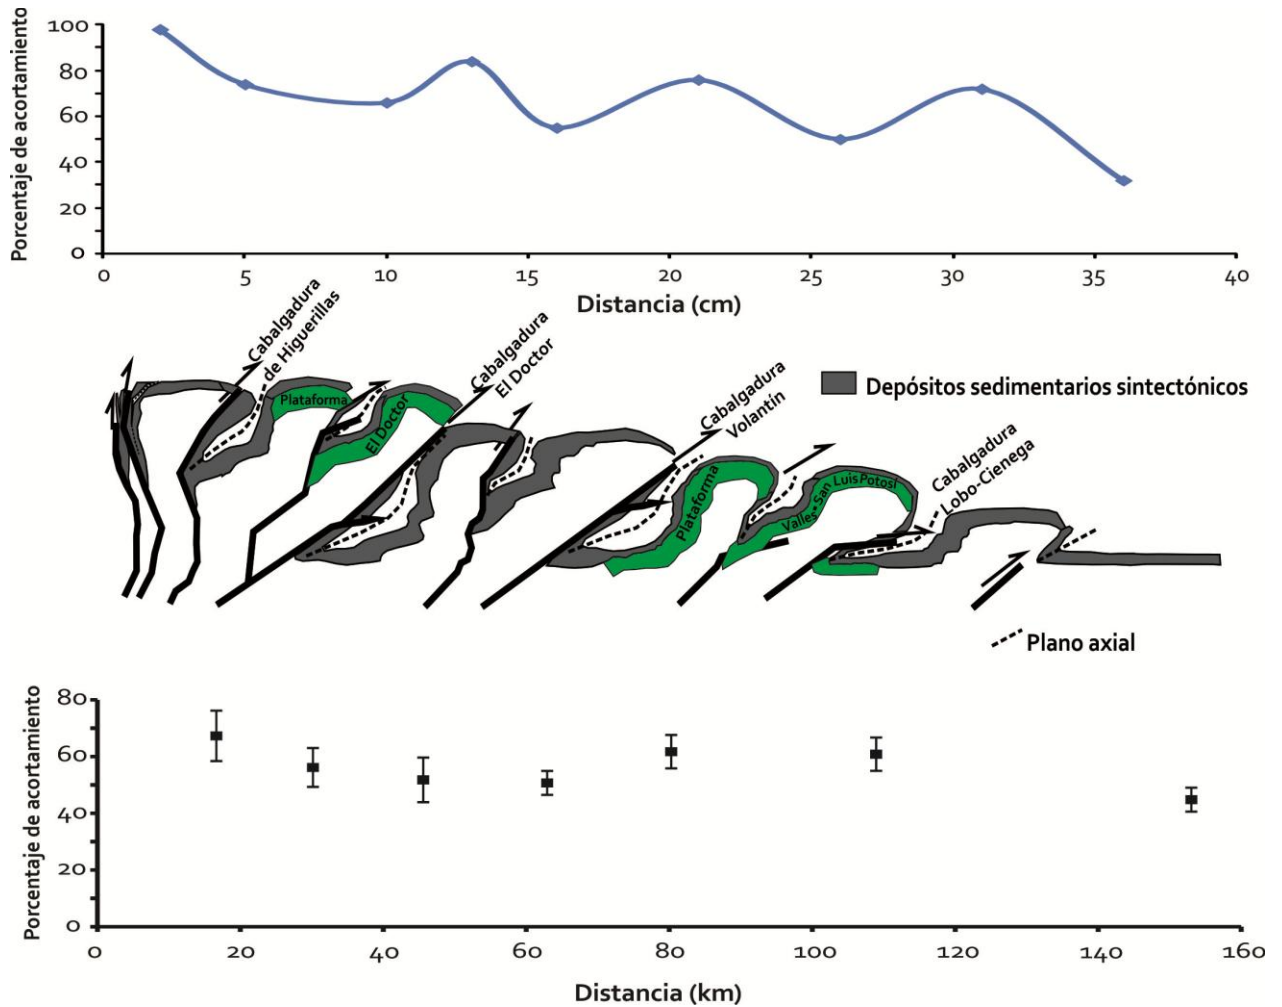 Porcentaje de acortamiento
100
80
60
40
20
0
0 5 10 15 20 25 30 35 40
Distancia (cm)
Cabalgadura
de Higuerillas
Cabalgadura
El Doctor
Cabalgadura
Volantín
Cabalgadura
Lobo-Cienega
Depósitos sedimentarios sintectónicos
Plataforma
El Doctor
Plataforma
Valles-San Luis Potosí
Plano axial
Porcentaje de acortamiento
80
60
40
20
0
0 20 40 60 80 100 120 140 160
Distancia (km)